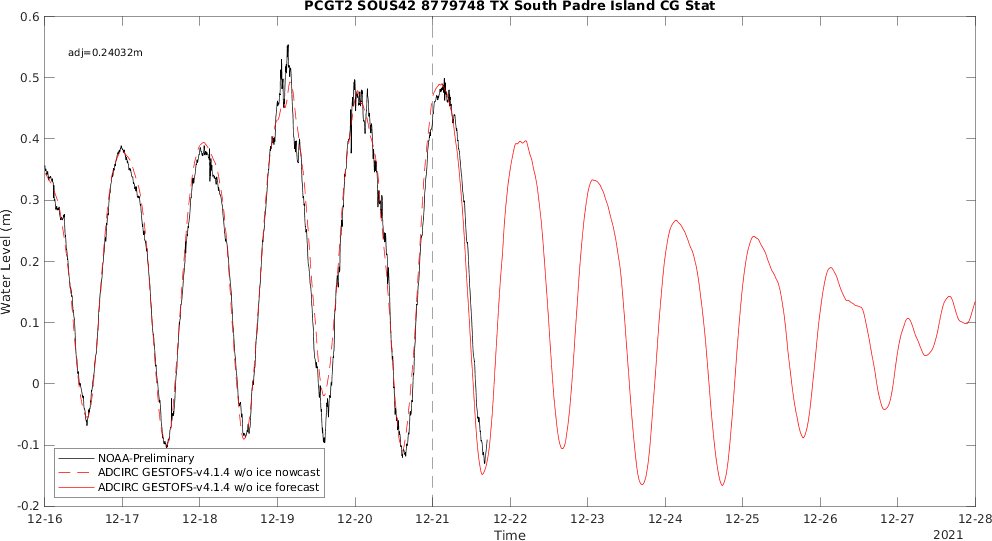 PCGT2 SOUS42 8779748 TX South Padre Island CG Stat
adj=0.24032m
0.6
0.5
0.4
0.3
0.2
0.1
0
-0.1
-0.2
Water Level (m)
NOAA-Preliminary
ADCIRC GESTOFS-v4.1.4 w/o ice nowcast
ADCIRC GESTOFS-v4.1.4 w/o ice forecast
12-16 12-17 12-18 12-19 12-20 12-21 12-22 12-23 12-24 12-25 12-26 12-27 12-28
Time
2021